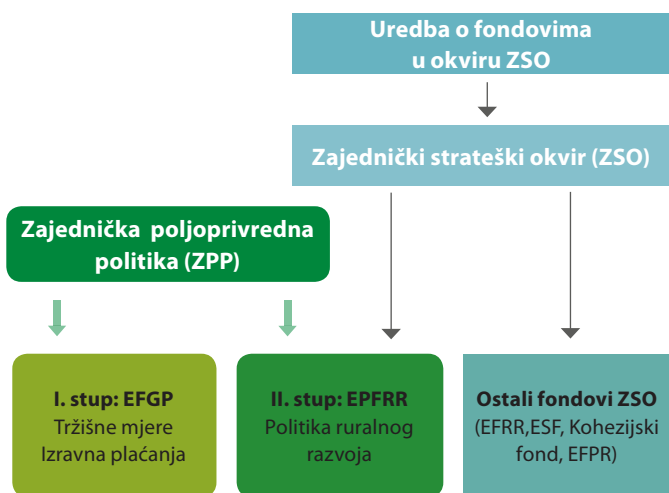 Uredba o fondovima
u okviru ZSO
Zajednički strateški okvir (ZSO)
Zajednička poljoprivredna
politika (ZPP)
I. stup: EFGP
Tržišne mjere
Izravna plaćanja
II. stup: EPFRR
Politika ruralnog
razvoja
Ostali fondovi ZSO
(EFRR,ESF, Kohezijski
fond, EFPR)